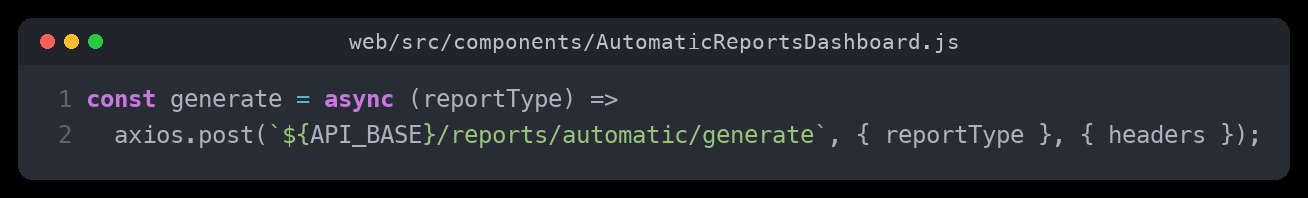 web/src/components/AutomaticReportsDashboard.js
1 const generate = async (reportType) =>
2   axios.post(`${API_BASE}/reports/automatic/generate`, { reportType }, { headers });